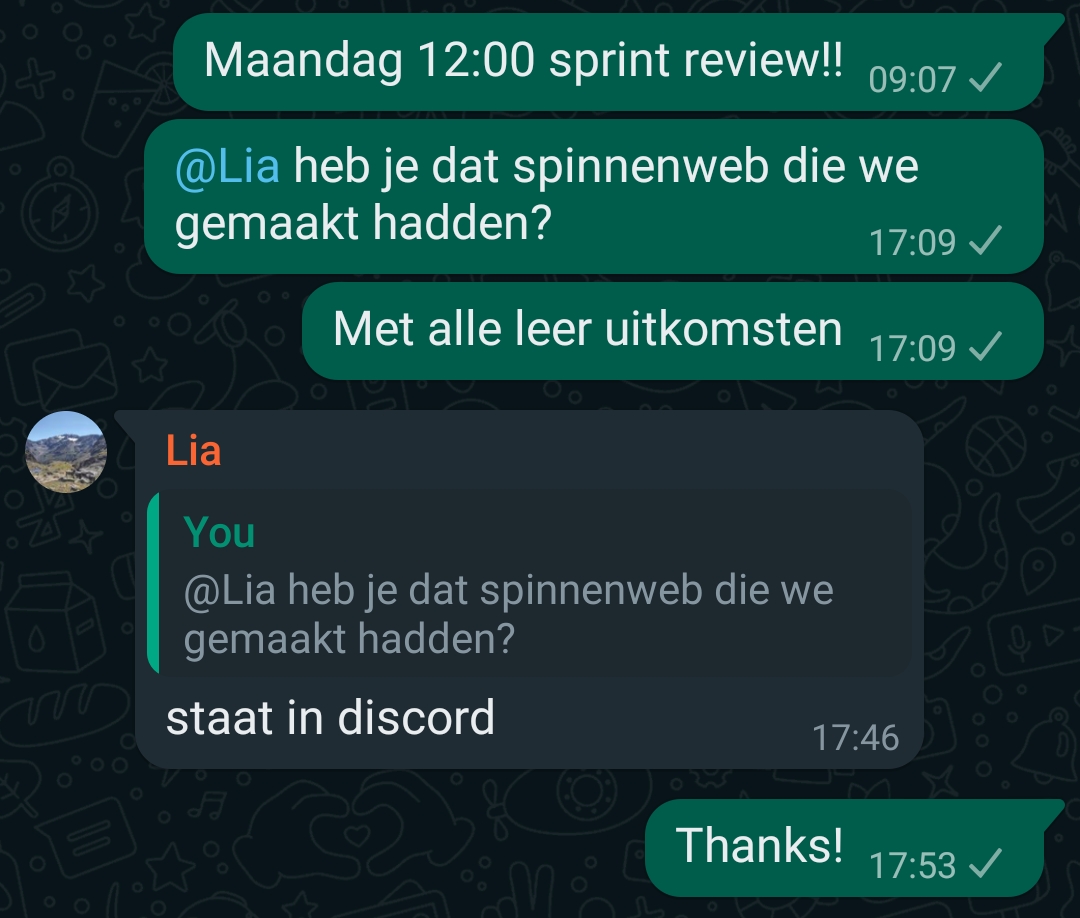 Maandag 12:00 sprint review!! 09:07
@Lia heb je dat spinnenweb die we
gemaakt hadden? 17:09
Met alle leer uitkomsten 17:09
Lia
You
@Lia heb je dat spinnenweb die we
gemaakt hadden?
staat in discord 17:46
Thanks! 17:53